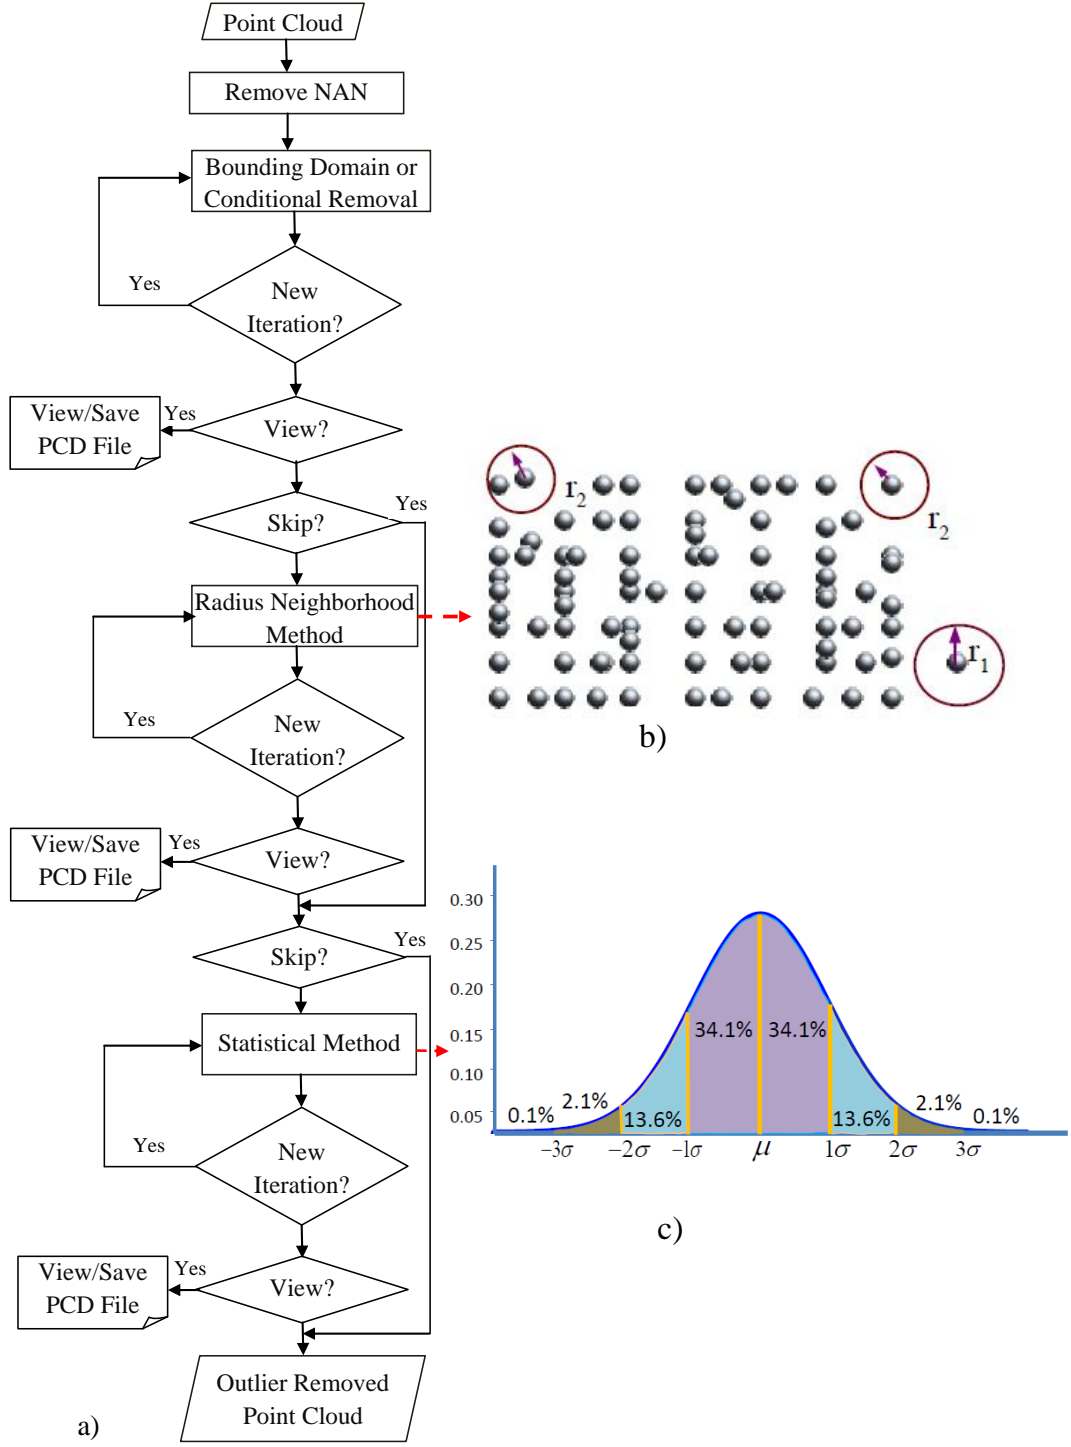 Point Cloud
Remove NAN
Bounding Domain or
Conditional Removal
Yes
New
Iteration?
View/Save
PCD File
Yes
View?
Yes
Skip?
Radius Neighborhood
Method
Yes
New
Iteration?
View/Save
PCD File
Yes
View?
Yes
Skip?
Statistical Method
Yes
New
Iteration?
View/Save
PCD File
Yes
View?
Outlier Removed
Point Cloud
a)
r2
r2
r1
b)
0.30
0.25
0.20
0.15
0.10
0.05
34.1% 34.1%
0.1% 2.1% 13.6% 13.6% 2.1% 0.1%
−3σ −2σ −1σ μ 1σ 2σ 3σ
c)